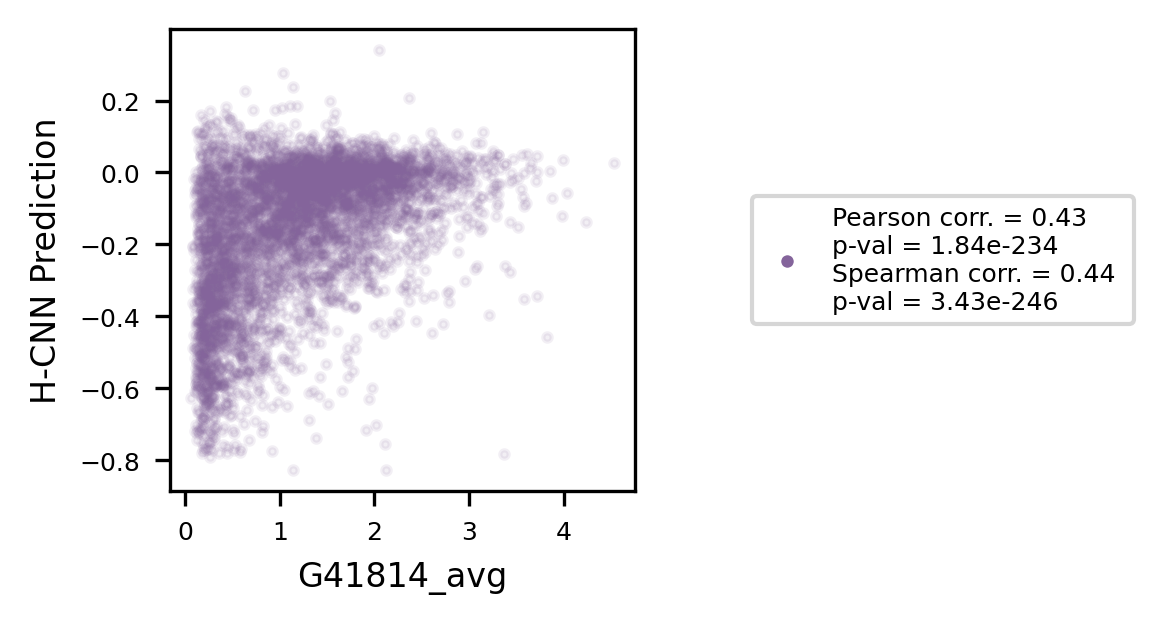 H-CNN Prediction
0.2
0.0
−0.2
−0.4
−0.6
−0.8
0 1 2 3 4
G41814_avg
Pearson corr. = 0.43
p-val = 1.84e-234
Spearman corr. = 0.44
p-val = 3.43e-246